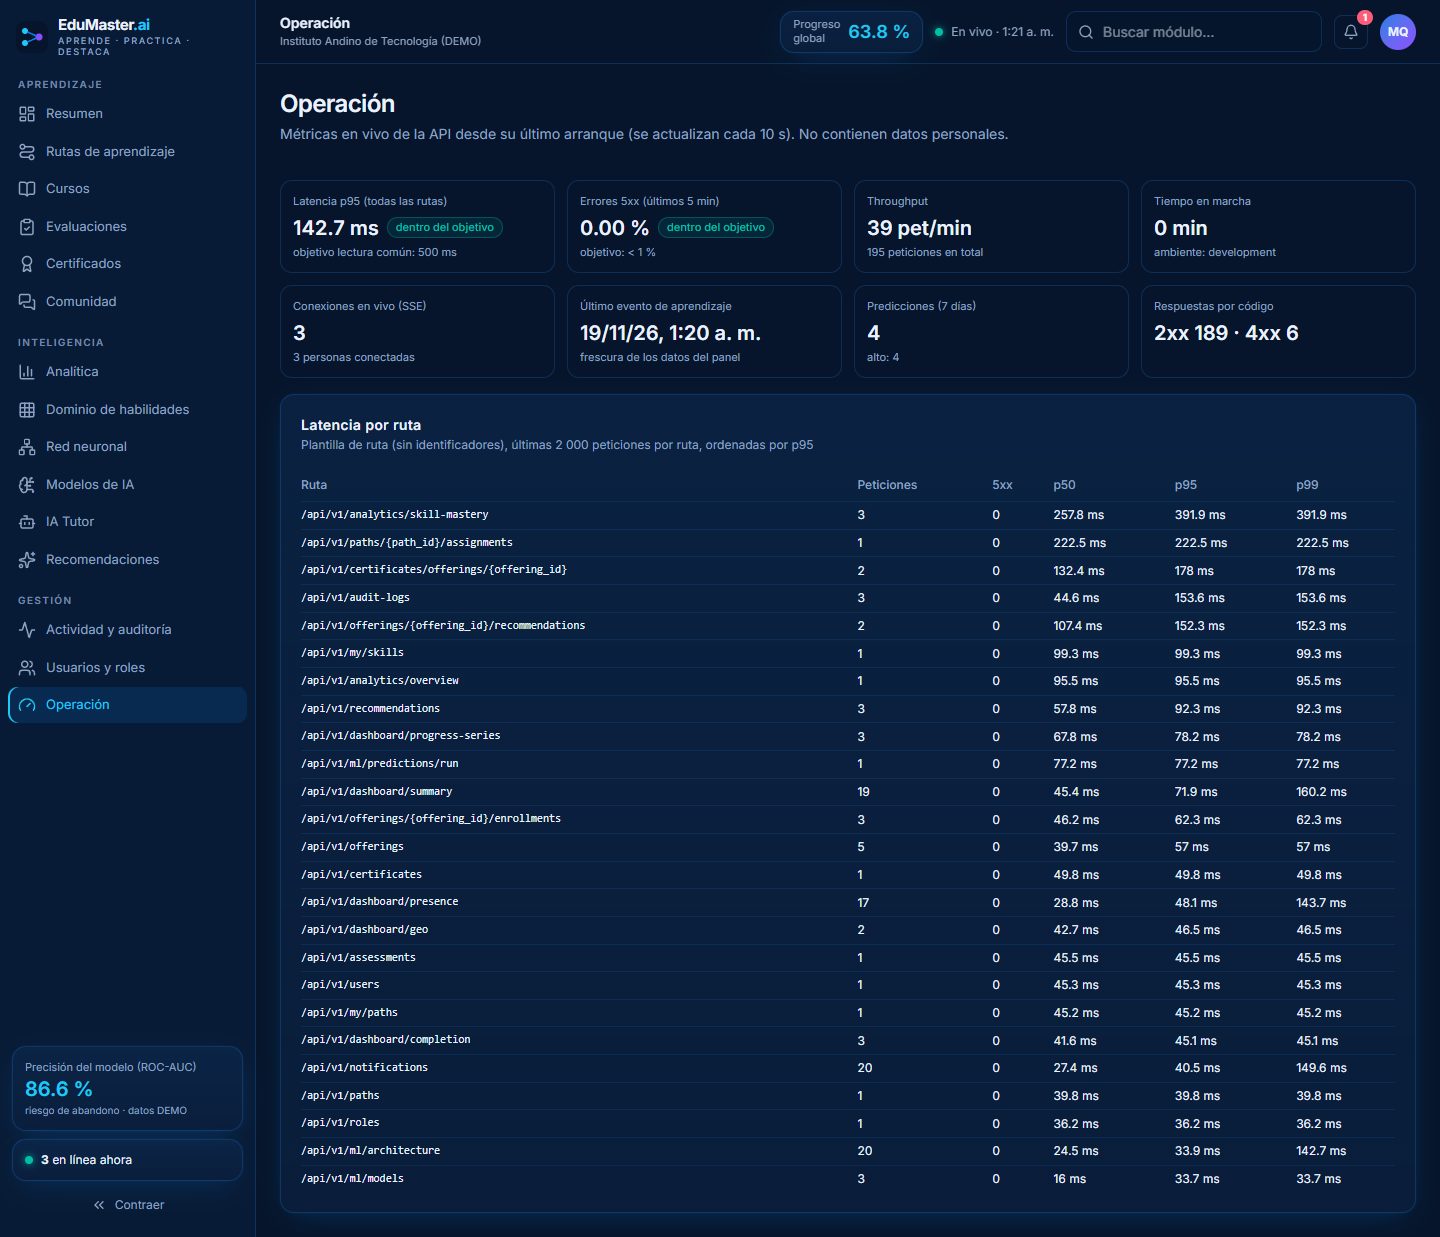 EduMaster.ai
APRENDE · PRACTICA ·
DESTACA
APRENDIZAJE
Resumen
Rutas de aprendizaje
Cursos
Evaluaciones
Certificados
Comunidad
INTELIGENCIA
Analítica
Dominio de habilidades
Red neuronal
Modelos de IA
IA Tutor
Recomendaciones
GESTIÓN
Actividad y auditoría
Usuarios y roles
Operación
Precisión del modelo (ROC-AUC)
86.6 %
riesgo de abandono · datos DEMO
3 en línea ahora
Contraer
Operación
Instituto Andino de Tecnología (DEMO)
Progreso
global
63.8 %
En vivo · 1:21 a. m.
Buscar módulo...
1
MQ
Operación
Métricas en vivo de la API desde su último arranque (se actualizan cada 10 s). No contienen datos personales.
Latencia p95 (todas las rutas)
142.7 ms dentro del objetivo
objetivo lectura común: 500 ms
Errores 5xx (últimos 5 min)
0.00 % dentro del objetivo
objetivo: < 1 %
Throughput
39 pet/min
195 peticiones en total
Tiempo en marcha
0 min
ambiente: development
Conexiones en vivo (SSE)
3
3 personas conectadas
Último evento de aprendizaje
19/11/26, 1:20 a. m.
frescura de los datos del panel
Predicciones (7 días)
4
alto: 4
Respuestas por código
2xx 189 · 4xx 6
Latencia por ruta
Plantilla de ruta (sin identificadores), últimas 2 000 peticiones por ruta, ordenadas por p95
Ruta Peticiones 5xx p50 p95 p99
/api/v1/analytics/skill-mastery 3 0 257.8 ms 391.9 ms 391.9 ms
/api/v1/paths/{path_id}/assignments 1 0 222.5 ms 222.5 ms 222.5 ms
/api/v1/certificates/offerings/{offering_id} 2 0 132.4 ms 178 ms 178 ms
/api/v1/audit-logs 3 0 44.6 ms 153.6 ms 153.6 ms
/api/v1/offerings/{offering_id}/recommendations 2 0 107.4 ms 152.3 ms 152.3 ms
/api/v1/my/skills 1 0 99.3 ms 99.3 ms 99.3 ms
/api/v1/analytics/overview 1 0 95.5 ms 95.5 ms 95.5 ms
/api/v1/recommendations 3 0 57.8 ms 92.3 ms 92.3 ms
/api/v1/dashboard/progress-series 3 0 67.8 ms 78.2 ms 78.2 ms
/api/v1/ml/predictions/run 1 0 77.2 ms 77.2 ms 77.2 ms
/api/v1/dashboard/summary 19 0 45.4 ms 71.9 ms 160.2 ms
/api/v1/offerings/{offering_id}/enrollments 3 0 46.2 ms 62.3 ms 62.3 ms
/api/v1/offerings 5 0 39.7 ms 57 ms 57 ms
/api/v1/certificates 1 0 49.8 ms 49.8 ms 49.8 ms
/api/v1/dashboard/presence 17 0 28.8 ms 48.1 ms 143.7 ms
/api/v1/dashboard/geo 2 0 42.7 ms 46.5 ms 46.5 ms
/api/v1/assessments 1 0 45.5 ms 45.5 ms 45.5 ms
/api/v1/users 1 0 45.3 ms 45.3 ms 45.3 ms
/api/v1/my/paths 1 0 45.2 ms 45.2 ms 45.2 ms
/api/v1/dashboard/completion 3 0 41.6 ms 45.1 ms 45.1 ms
/api/v1/notifications 20 0 27.4 ms 40.5 ms 149.6 ms
/api/v1/paths 1 0 39.8 ms 39.8 ms 39.8 ms
/api/v1/roles 1 0 36.2 ms 36.2 ms 36.2 ms
/api/v1/ml/architecture 20 0 24.5 ms 33.9 ms 142.7 ms
/api/v1/ml/models 3 0 16 ms 33.7 ms 33.7 ms